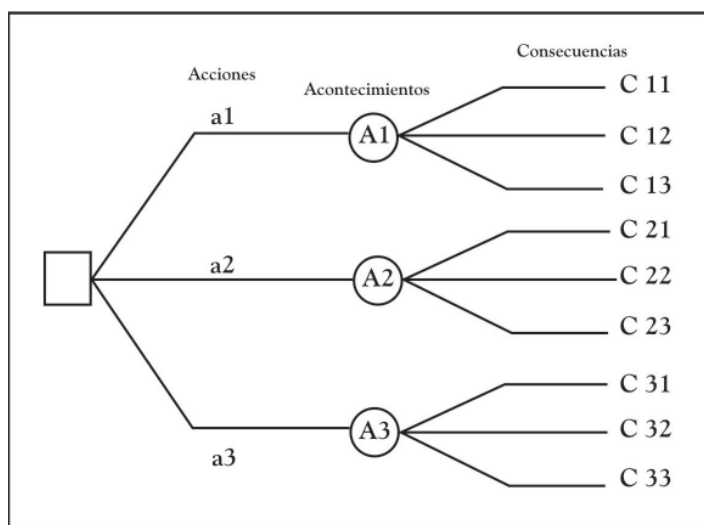 Acciones
Acontecimientos
Consecuencias
a1
A1
C 11
C 12
C 13
a2
A2
C 21
C 22
C 23
a3
A3
C 31
C 32
C 33